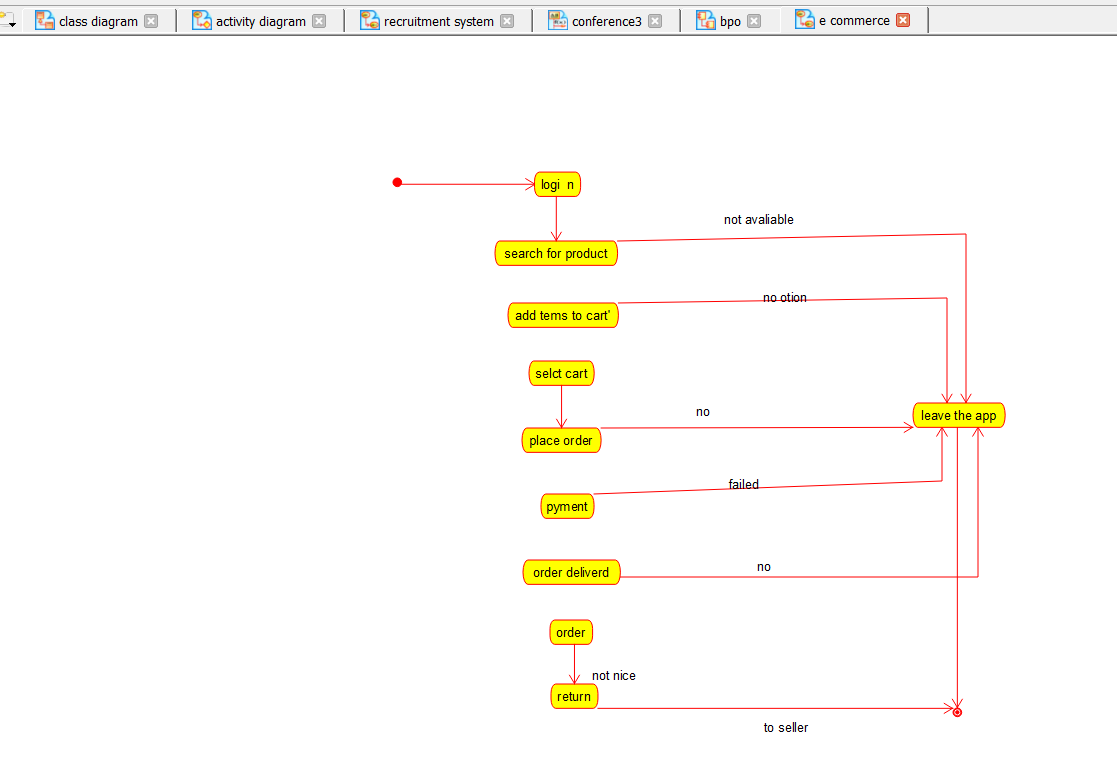 class diagram
activity diagram
recruitment system
conference3
bpo
e commerce
logi n
not avaliable
search for product
no otion
add tems to cart'
selct cart
no
leave the app
place order
failed
pyment
no
order deliverd
order
not nice
return
to seller